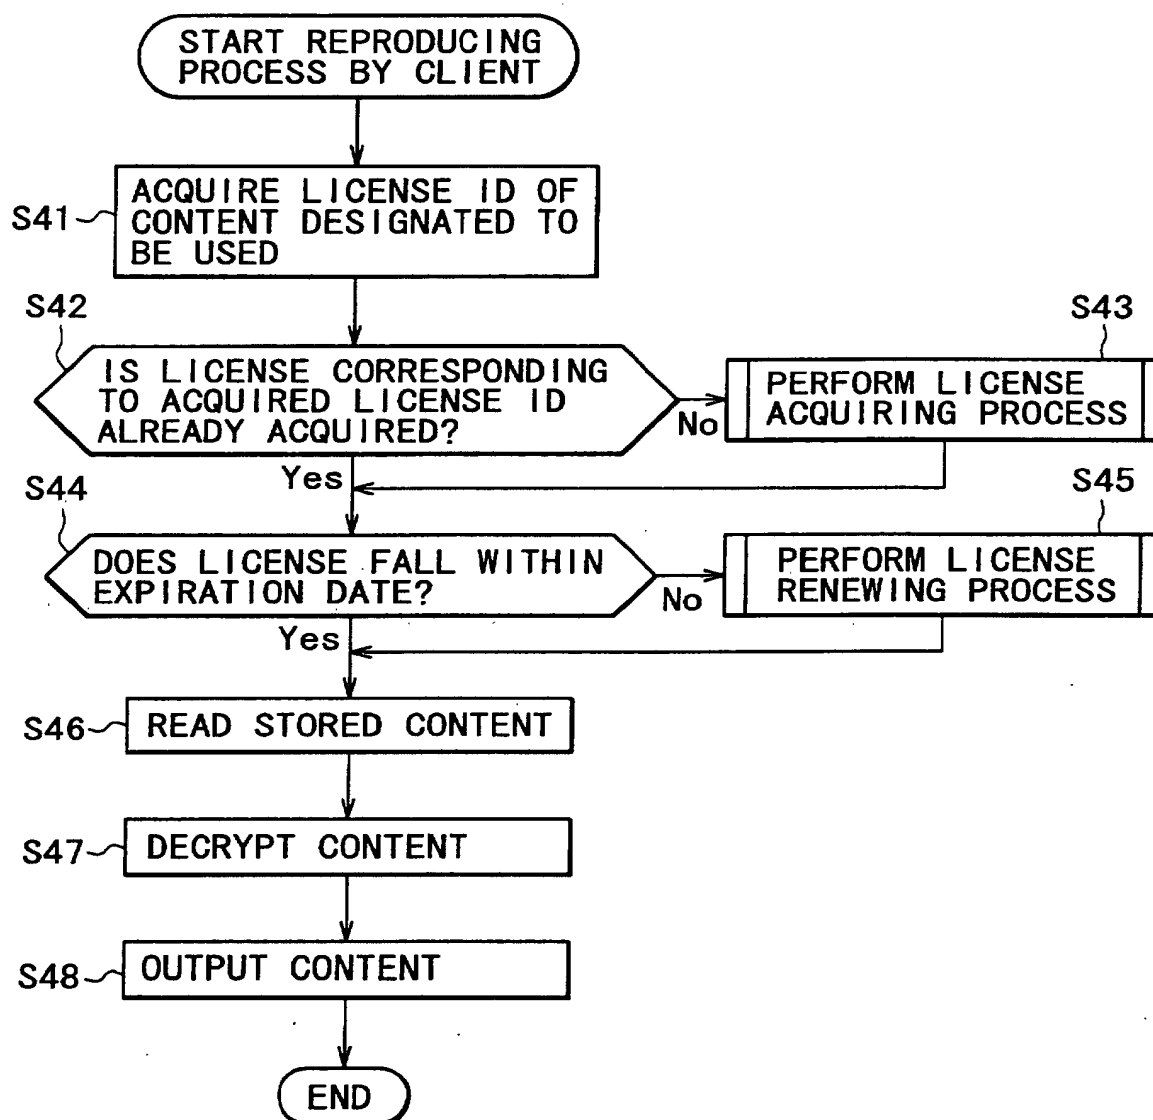 START REPRODUCING
PROCESS BY CLIENT
S41
ACQUIRE LICENSE ID OF
CONTENT DESIGNATED TO
BE USED
S42
IS LICENSE CORRESPONDING
TO ACQUIRED LICENSE ID
ALREADY ACQUIRED?
No
S43
PERFORM LICENSE
ACQUIRING PROCESS
Yes
S44
DOES LICENSE FALL WITHIN
EXPIRATION DATE?
No
S45
PERFORM LICENSE
RENEWING PROCESS
Yes
S46
READ STORED CONTENT
S47
DECRYPT CONTENT
S48
OUTPUT CONTENT
END